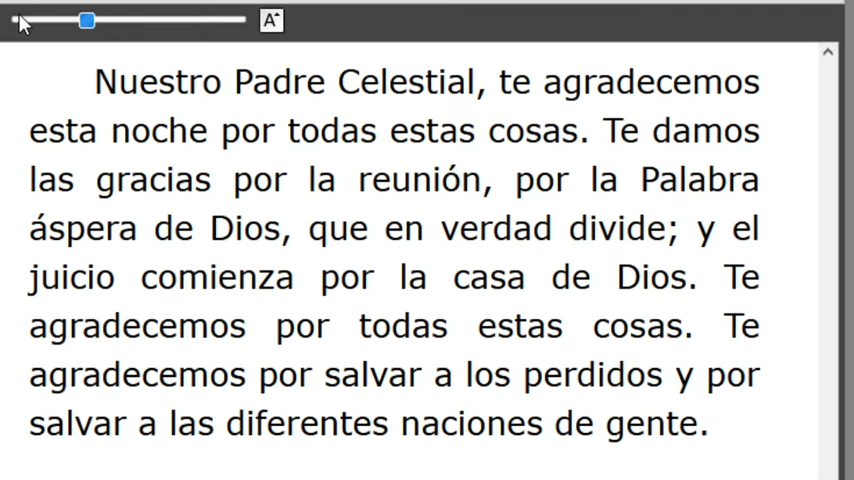 A
Nuestro Padre Celestial, te agradecemos
esta noche por todas estas cosas. Te damos
las gracias por la reunión, por la Palabra
áspera de Dios, que en verdad divide; y el
juicio comienza por la casa de Dios. Te
agradecemos por todas estas cosas. Te
agradecemos por salvar a los perdidos y por
salvar a las diferentes naciones de gente.